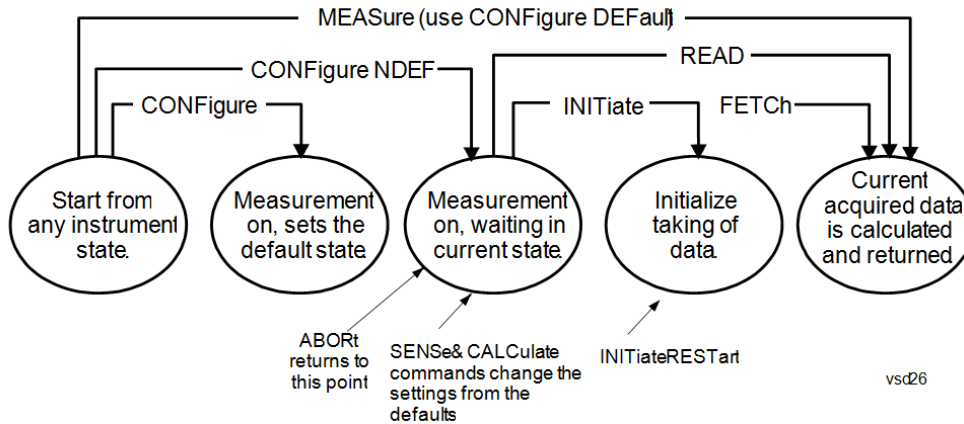 MEASure (use CONFigure DEFault)
READ
CONFigure NDEF
CONFigure
INITiate
FETCh
Start from
any instrument
state.
Measurement
on, sets the
default state.
Measurement
on, waiting in
current state.
Initialize
taking of
data.
Current
acquired data
is calculated
and returned.
ABORt
returns to
this point
SENSe& CALCulate
commands change the
settings from the
defaults
INITiateRESTart
vsd26